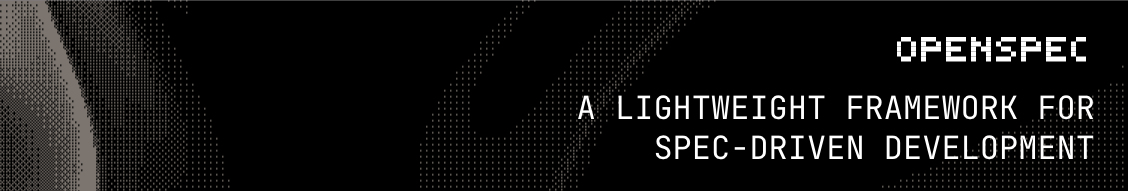 OPENSPEC
A LIGHTWEIGHT FRAMEWORK FOR
SPEC-DRIVEN DEVELOPMENT